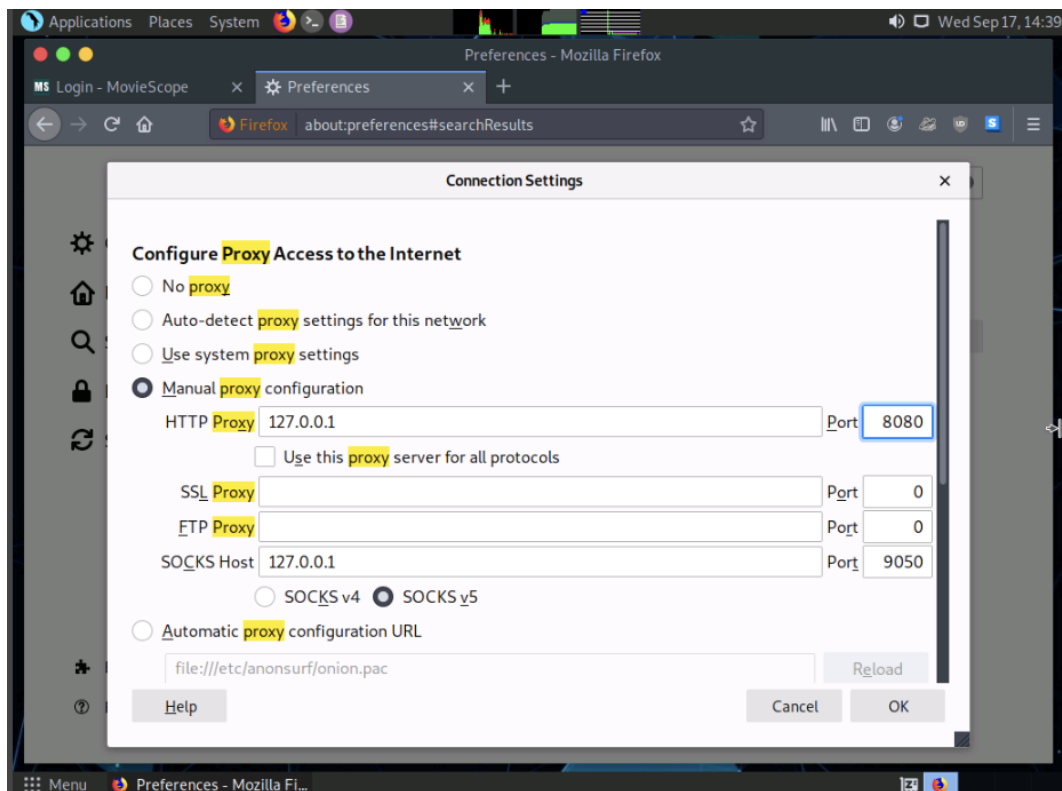 Applications Places System Wed Sep 17, 14:39
Preferences - Mozilla Firefox
MS Login - MovieScope Preferences
Firefox about:preferences#searchResults
Connection Settings
Configure Proxy Access to the Internet
No proxy
Auto-detect proxy settings for this network
Use system proxy settings
Manual proxy configuration
HTTP Proxy 127.0.0.1 Port 8080
Use this proxy server for all protocols
SSL Proxy Port 0
FTP Proxy Port 0
SOCKS Host 127.0.0.1 Port 9050
SOCKS v4 SOCKS v5
Automatic proxy configuration URL
file:///etc/anonsurf/onion.pac Reload
Help Cancel OK
Menu Preferences - Mozilla Fi...